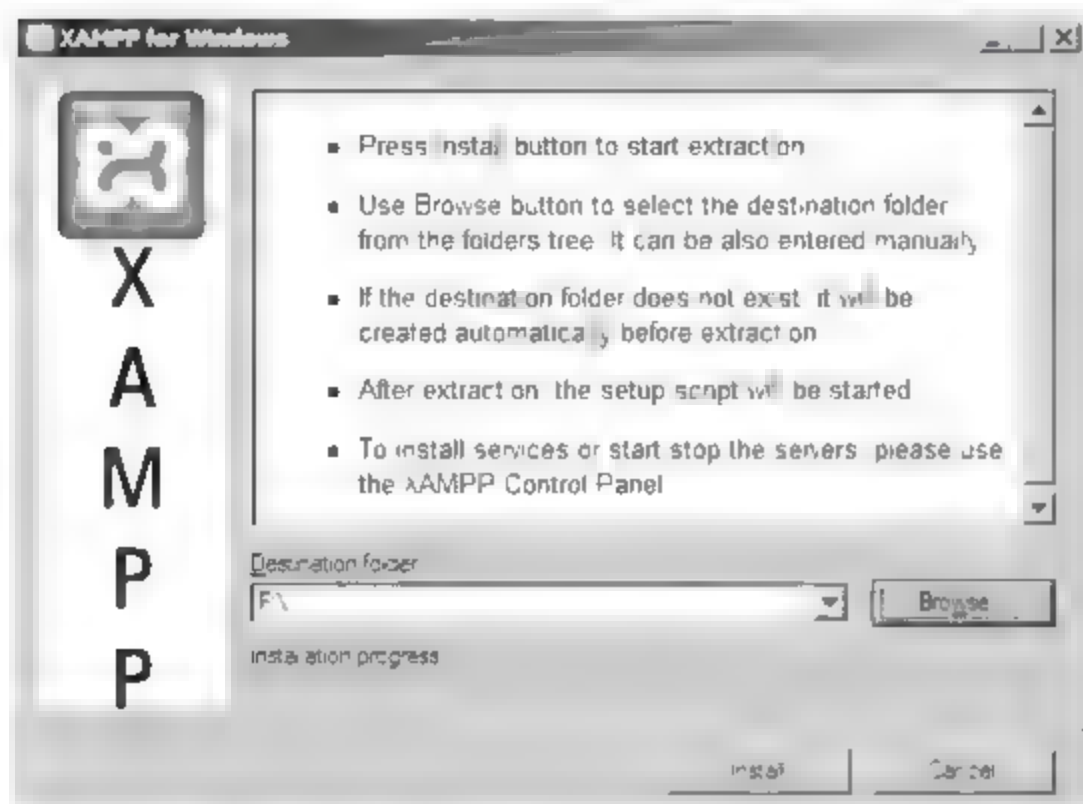 XAMPP for Windows
X
A
M
P
P
Press Install button to start extraction
Use Browse button to select the destination folder
from the folders tree. It can be also entered manually
If the destination folder does not exist, it will be
created automatically before extraction
After extraction, the setup script will be started
To install services or start stop the servers, please use
the XAMPP Control Panel
Destination folder
Browse
Installation progress
Install
Cancel